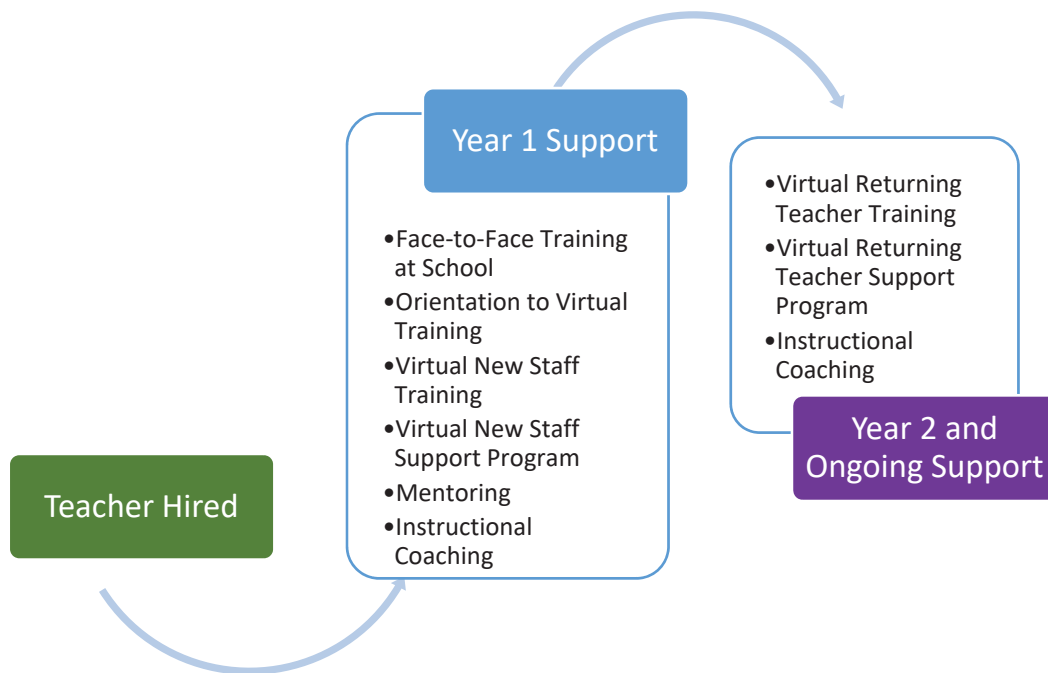 Teacher Hired
Year 1 Support
•Face-to-Face Training
at School
•Orientation to Virtual
Training
•Virtual New Staff
Training
•Virtual New Staff
Support Program
•Mentoring
•Instructional
Coaching
•Virtual Returning
Teacher Training
•Virtual Returning
Teacher Support
Program
•Instructional
Coaching
Year 2 and
Ongoing Support